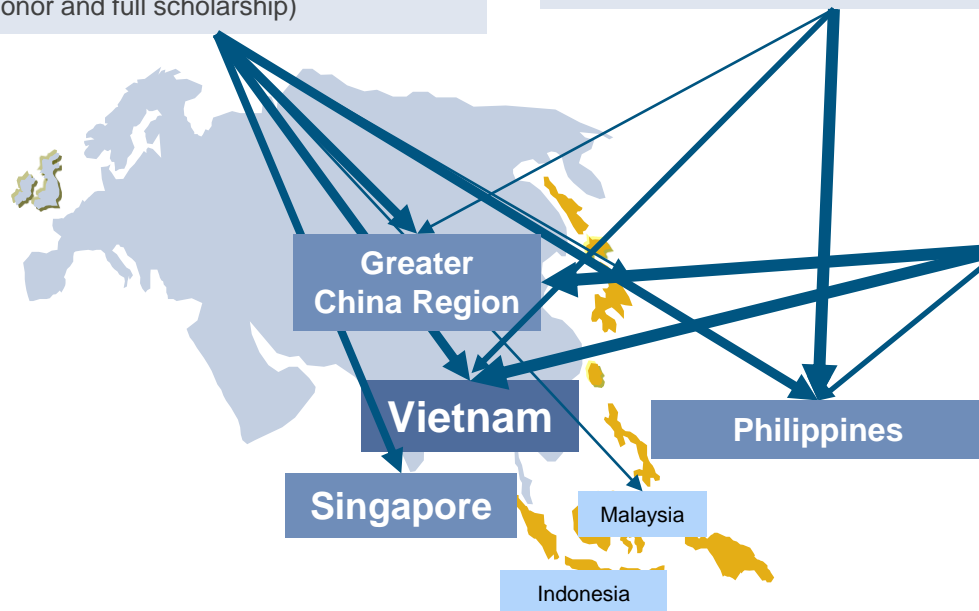 onor and full scholarship)
Greater
China Region
Vietnam
Philippines
Singapore
Malaysia
Indonesia